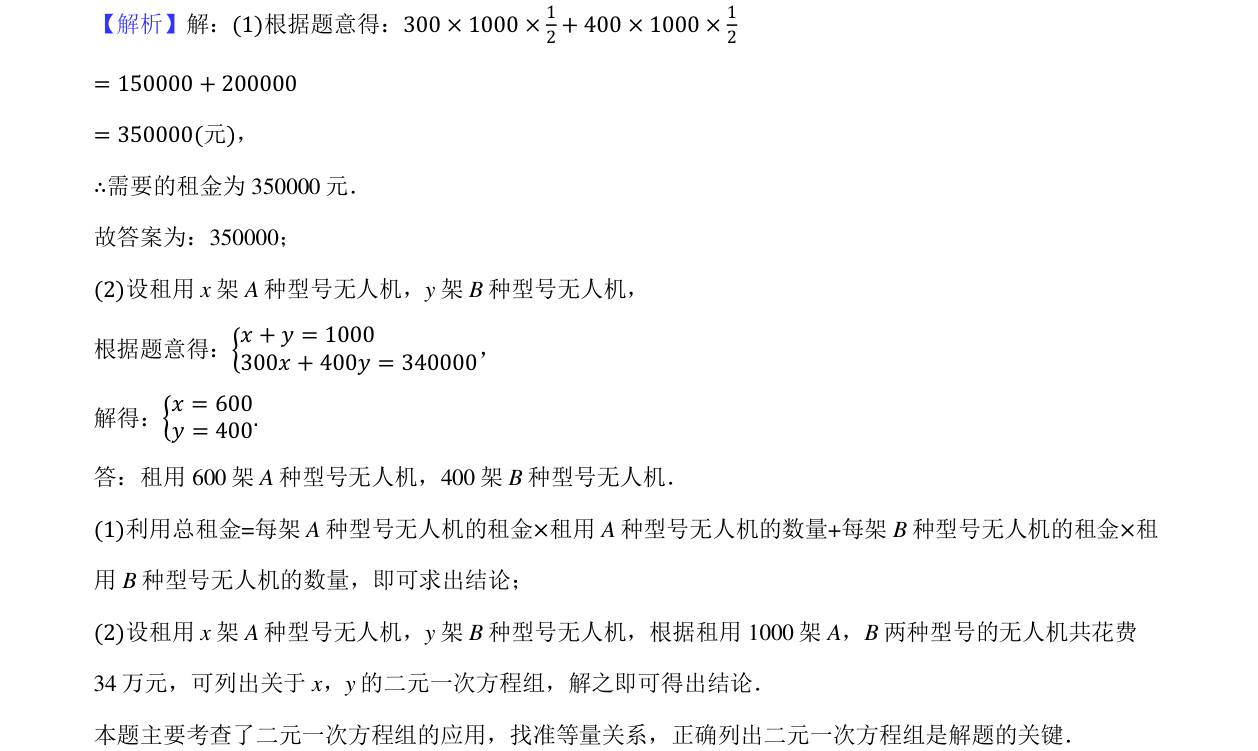 【解析】解：(1)根据题意得：300 × 1000 × 1/2 + 400 × 1000 × 1/2
= 150000 + 200000
= 350000(元)，
∴需要的租金为 350000 元．
故答案为：350000；
(2)设租用 x 架 A 种型号无人机，y 架 B 种型号无人机，
根据题意得：{x + y = 1000
300x + 400y = 340000，
解得：{x = 600
y = 400.
答：租用 600 架 A 种型号无人机，400 架 B 种型号无人机．
(1)利用总租金=每架 A 种型号无人机的租金×租用 A 种型号无人机的数量+每架 B 种型号无人机的租金×租
用 B 种型号无人机的数量，即可求出结论；
(2)设租用 x 架 A 种型号无人机，y 架 B 种型号无人机，根据租用 1000 架 A，B 两种型号的无人机共花费
34 万元，可列出关于 x，y 的二元一次方程组，解之即可得出结论．
本题主要考查了二元一次方程组的应用，找准等量关系，正确列出二元一次方程组是解题的关键．